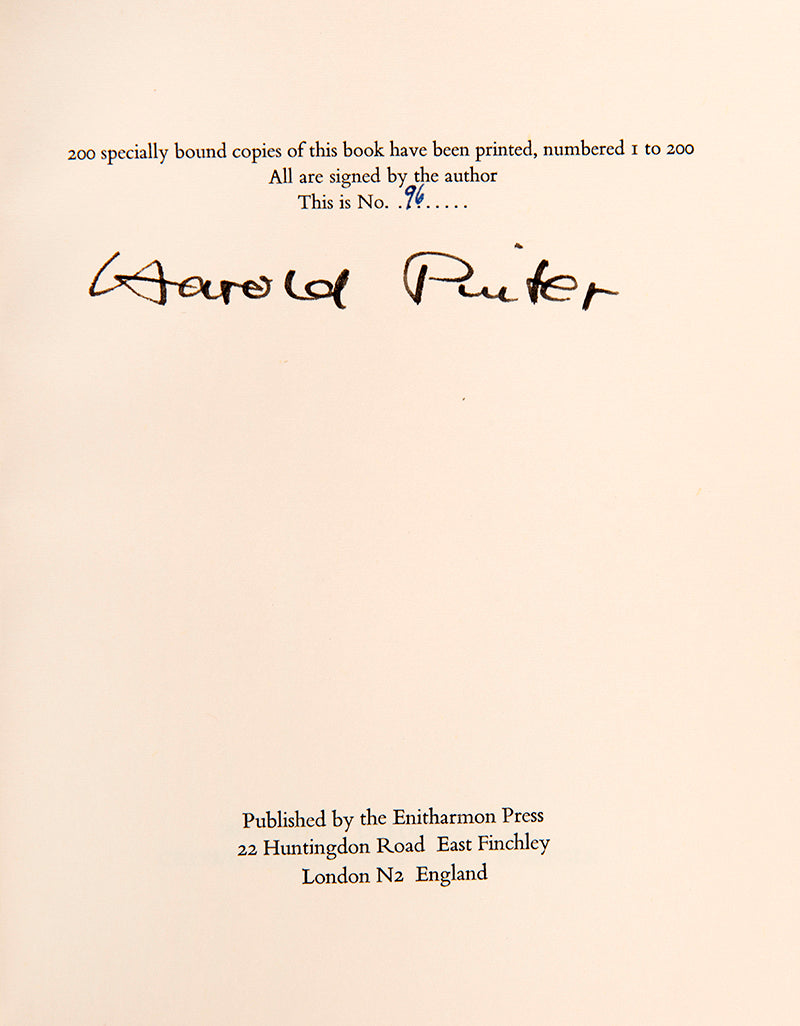 200 specially bound copies of this book have been printed, numbered 1 to 200
All are signed by the author
This is No. .96.....
Harold Pinter
Published by the Enitharmon Press
22 Huntingdon Road East Finchley
London N2 England